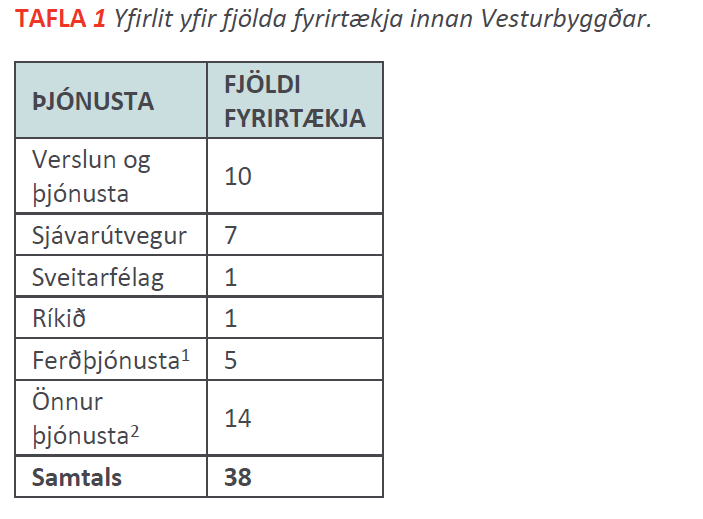 TAFLA 1 Yfirlit yfir fjölda fyrirtækja innan Vesturbyggðar.
ÞJÓNUSTA
FJÖLDI
FYRIRTÆKJA
Verslun og
þjónusta
10
Sjávarútvegur 7
Sveitarfélag 1
Ríkið 1
Ferðþjónusta¹ 5
Önnur
þjónusta²
14
Samtals 38